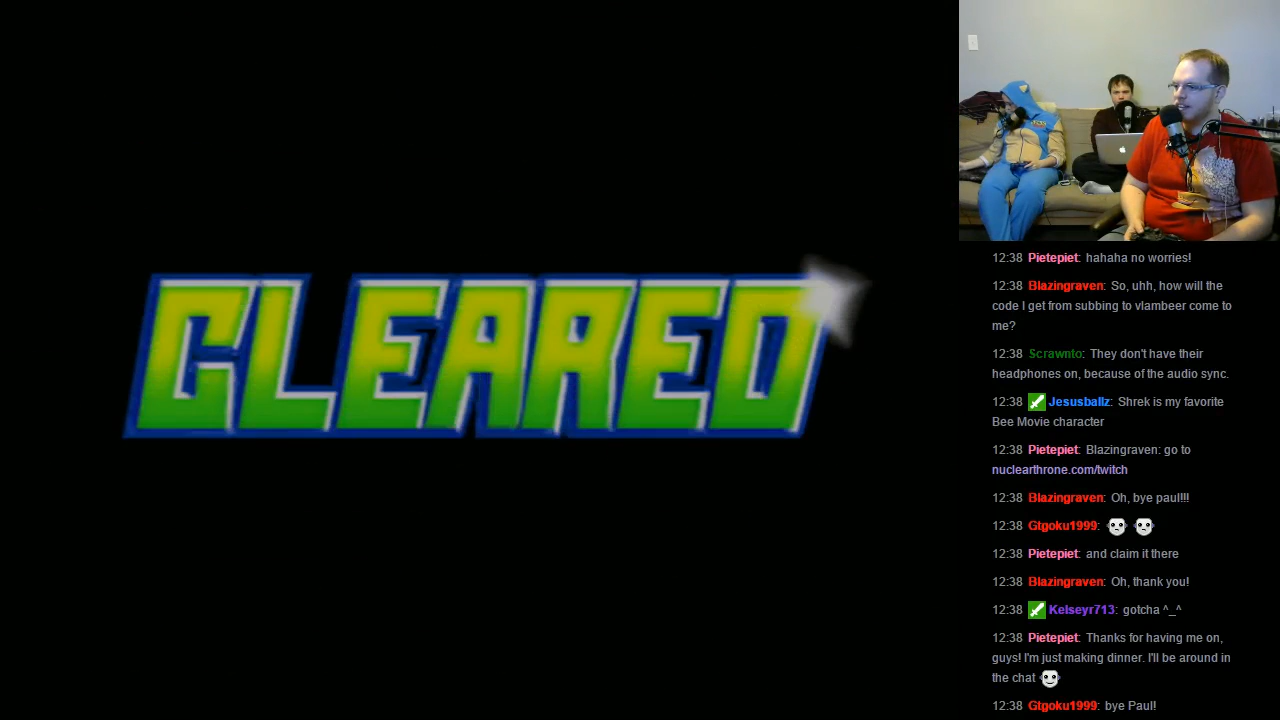 CLEARED
12:38 Pietepiet: hahaha no worries!
12:38 Blazingraven: So, uhh, how will the
code I get from subbing to vlambeer come to
me?
12:38 Scrawnto: They don't have their
headphones on, because of the audio sync.
12:38 Jesusballz: Shrek is my favorite
Bee Movie character
12:38 Pietepiet: Blazingraven: go to
nuclearthrone.com/twitch
12:38 Blazingraven: Oh, bye paul!!!
12:38 Gtgoku1999:
12:38 Pietepiet: and claim it there
12:38 Blazingraven: Oh, thank you!
12:38 Kelseyr713: gotcha ^_^
12:38 Pietepiet: Thanks for having me on,
guys! I'm just making dinner. I'll be around in
the chat
12:38 Gtgoku1999: bye Paul!